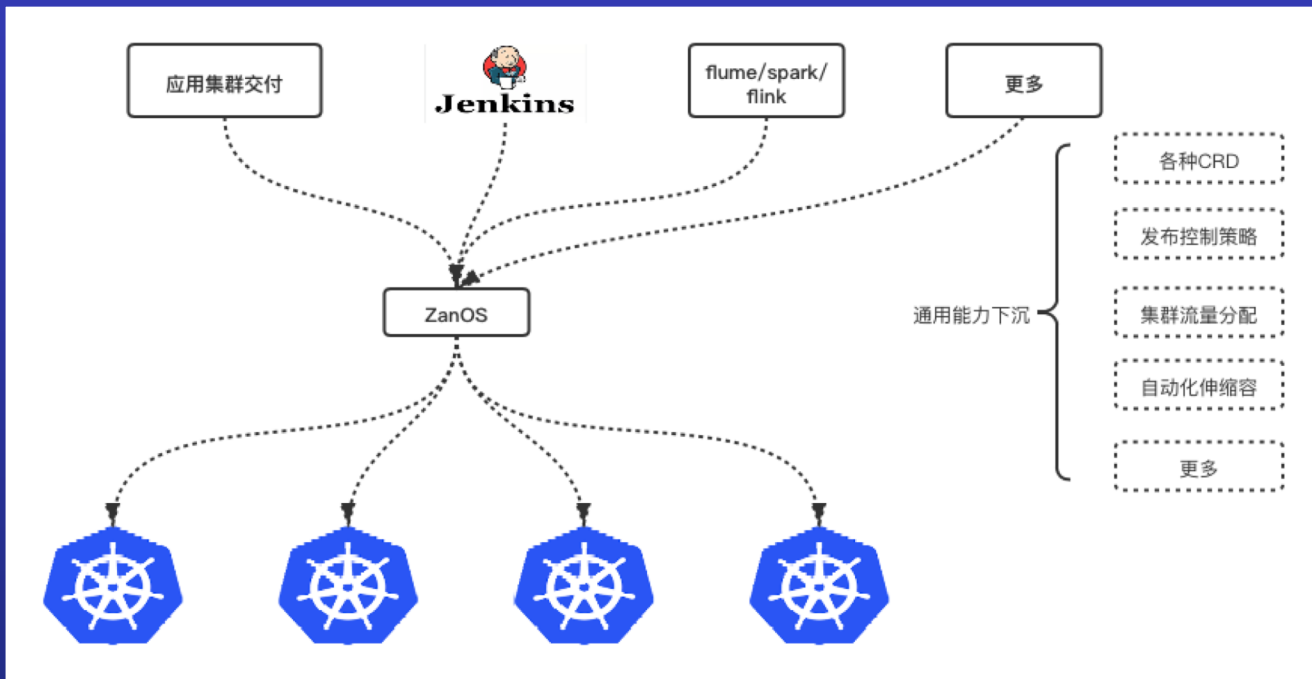 应用集群交付
Jenkins
flume/spark/
flink
更多
各种CRD
发布控制策略
ZanOS
通用能力下沉
集群流量分配
自动化伸缩容
更多